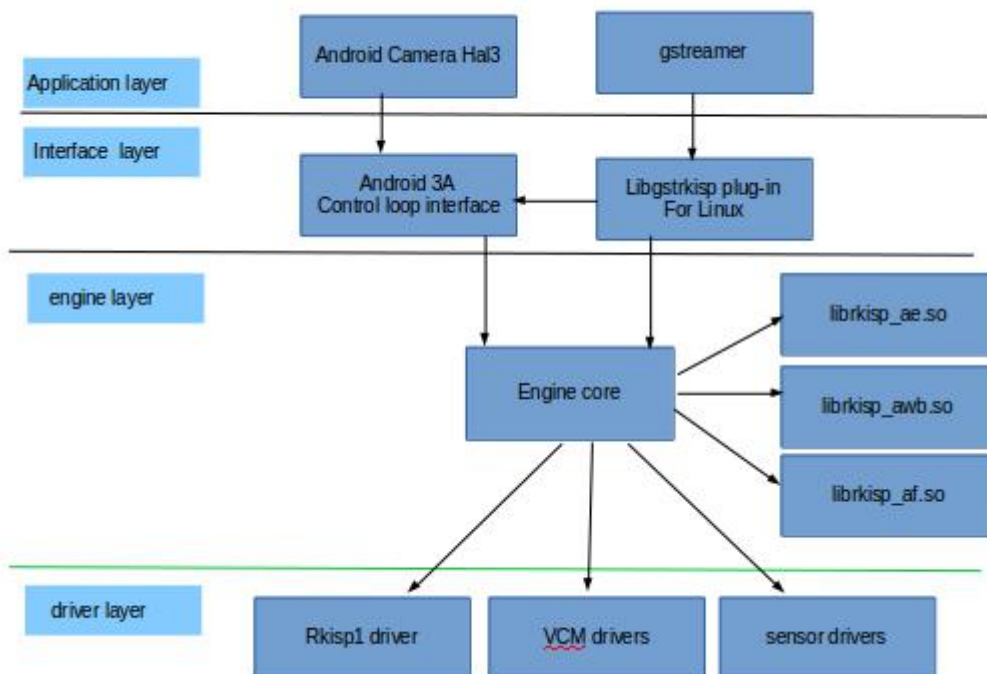 Application layer
Android Camera Hal3
gstreamer
Interface layer
Android 3A
Control loop interface
Libgstrkisp plug-in
For Linux
engine layer
librkisp_ae.so
Engine core
librkisp_awb.so
librkisp_af.so
driver layer
Rkisp1 driver
VCM drivers
sensor drivers